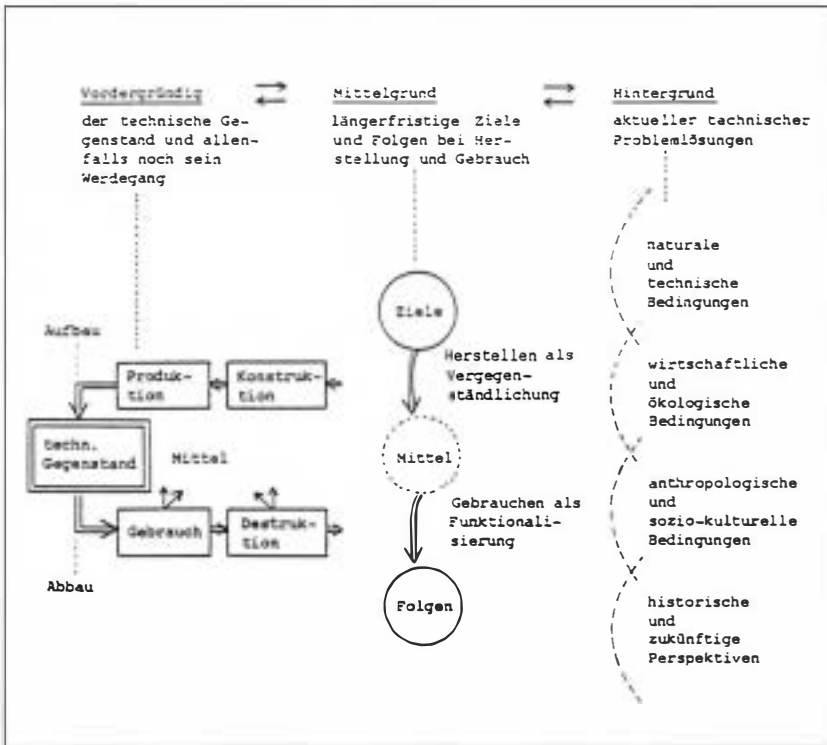 Vordergründig
der technische Ge-
genstand und allen-
falls noch sein
Werdegang
Mittelgrund
längerfristige Ziele
und Folgen bei Her-
stellung und Gebrauch
Hintergrund
aktueller technischer
Problemlösungen
Aufbau
Produk-
tion
Konstruk-
tion
techn.
Gegenstand
Mittel
Gebrauch
Destruk-
tion
Abbau
Ziele
Herstellen als
Vergegen-
ständlichung
Mittel
Gebrauchen als
Funktionali-
sierung
Folgen
naturale
und
technische
Bedingungen
wirtschaftliche
und
ökologische
Bedingungen
anthropologische
und
sozio-kulturelle
Bedingungen
historische
und
zukünftige
Perspektiven